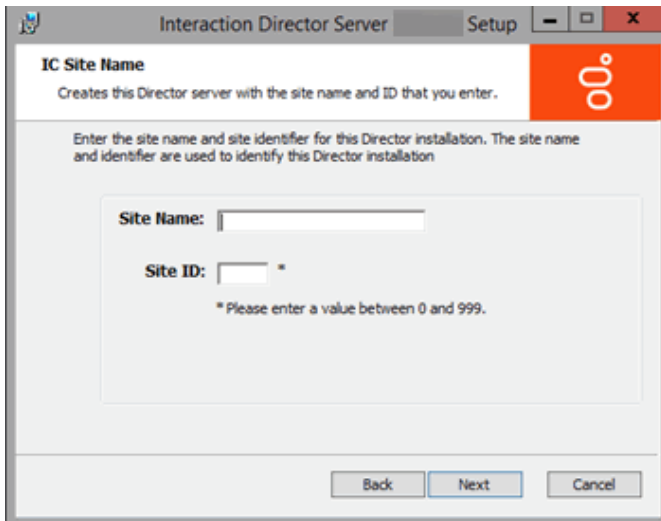 Interaction Director Server Setup
IC Site Name
Creates this Director server with the site name and ID that you enter.
Enter the site name and site identifier for this Director installation. The site name
and identifier are used to identify this Director installation
Site Name:
Site ID: *
* Please enter a value between 0 and 999.
Back Next Cancel